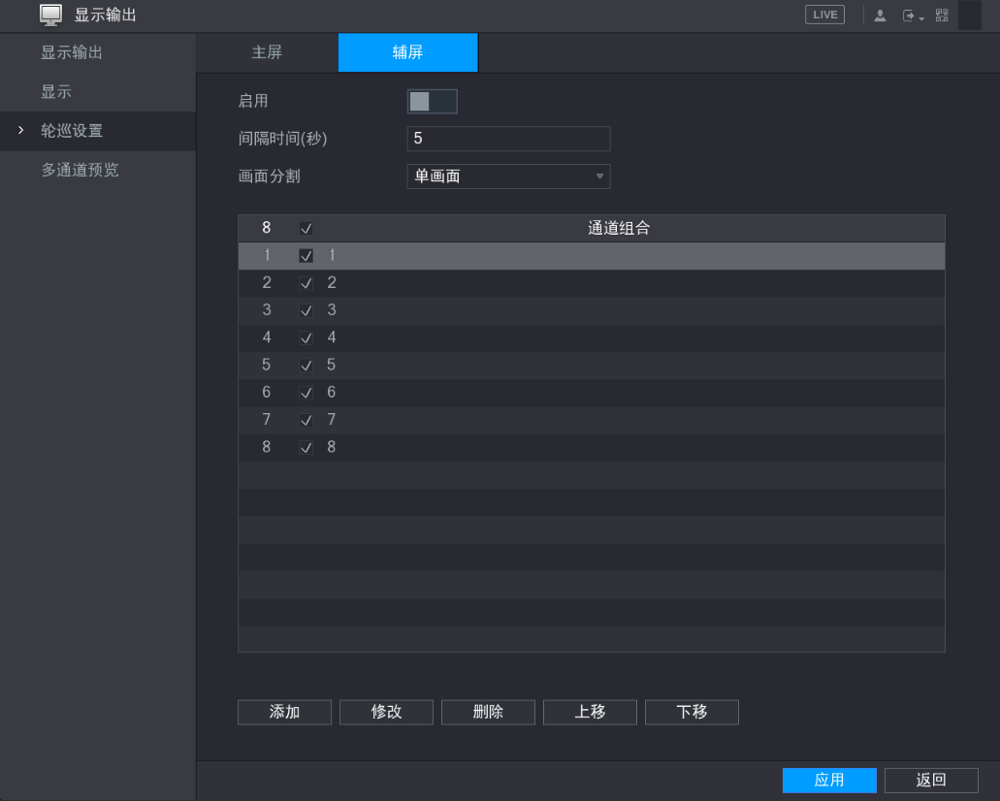 显示输出 LIVE
显示输出
显示
轮巡设置
多通道预览
主屏 辅屏
启用
间隔时间(秒) 5
画面分割 单画面
8 通道组合
1 1
2 2
3 3
4 4
5 5
6 6
7 7
8 8
添加 修改 删除 上移 下移
应用 返回